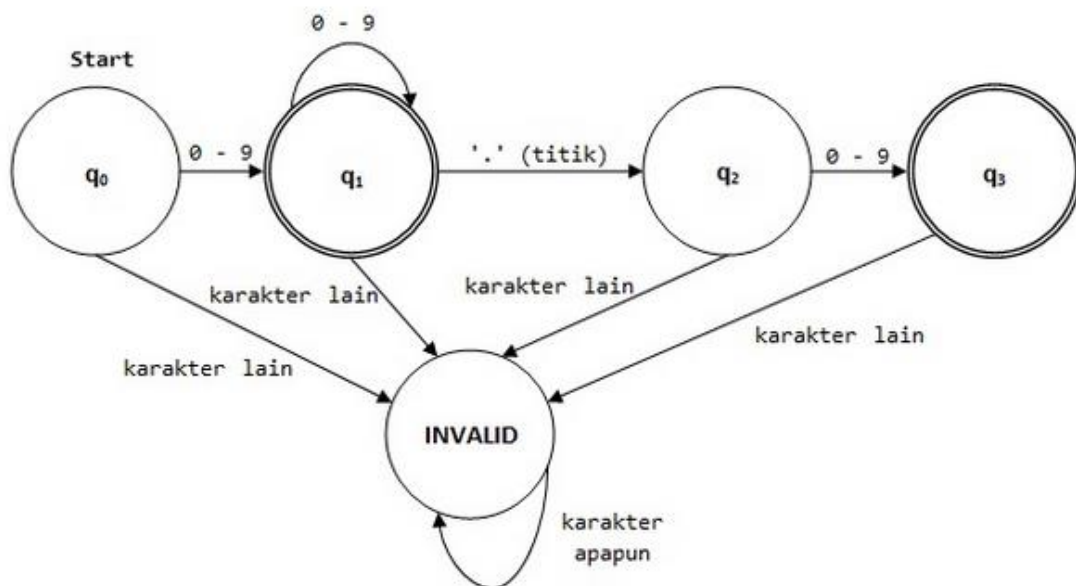 0 - 9
Start
0 - 9
'.' (titik)
0 - 9
q₀
q₁
q₂
q₃
karakter lain
karakter lain
karakter lain
karakter lain
INVALID
karakter
apapun